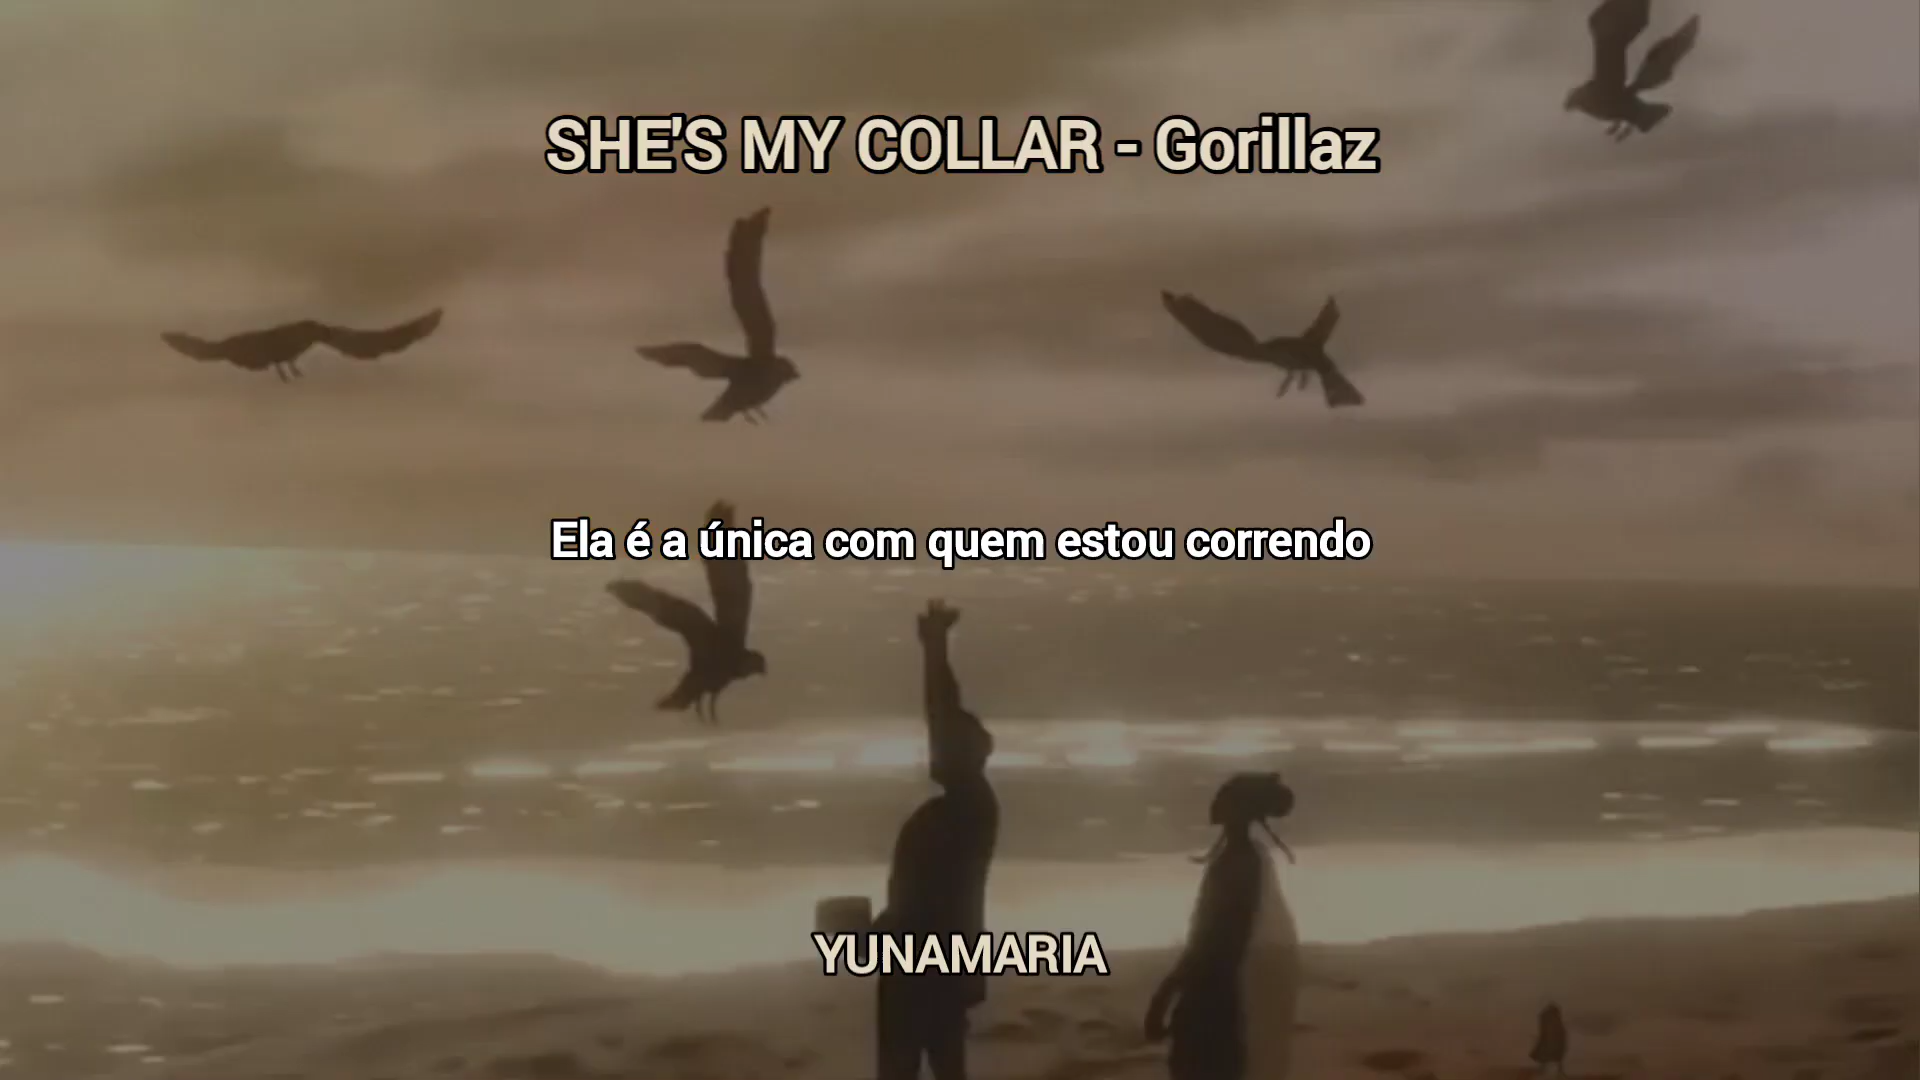 SHE'S MY COLLAR - Gorillaz
Ela é a única com quem estou correndo
YUNAMARIA